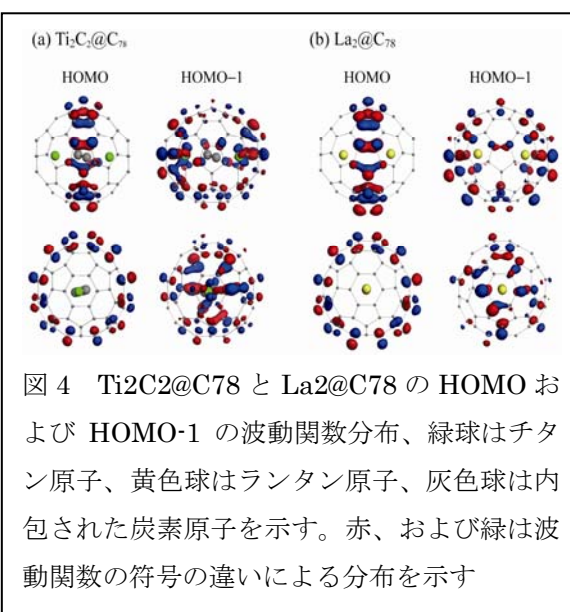 (a) Ti₂C₂@C₇₈ (b) La₂@C₇₈
HOMO HOMO−1 HOMO HOMO−1
図 4 Ti2C2@C78 と La2@C78 の HOMO お
よび HOMO-1 の波動関数分布、緑球はチタ
ン原子、黄色球はランタン原子、灰色球は内
包された炭素原子を示す。赤、および緑は波
動関数の符号の違いによる分布を示す